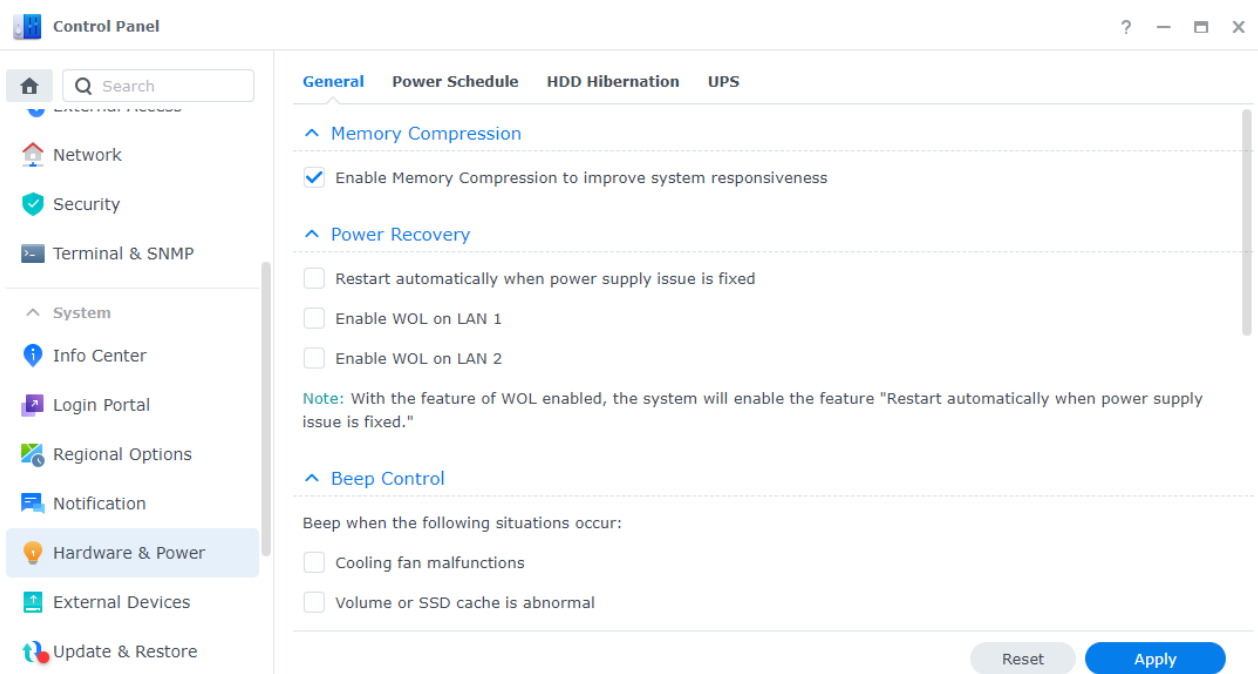 Control Panel
Search
External Access
Network
Security
Terminal & SNMP
System
Info Center
Login Portal
Regional Options
Notification
Hardware & Power
External Devices
Update & Restore
General Power Schedule HDD Hibernation UPS
Memory Compression
Enable Memory Compression to improve system responsiveness
Power Recovery
Restart automatically when power supply issue is fixed
Enable WOL on LAN 1
Enable WOL on LAN 2
Note: With the feature of WOL enabled, the system will enable the feature "Restart automatically when power supply
issue is fixed."
Beep Control
Beep when the following situations occur:
Cooling fan malfunctions
Volume or SSD cache is abnormal
Reset Apply